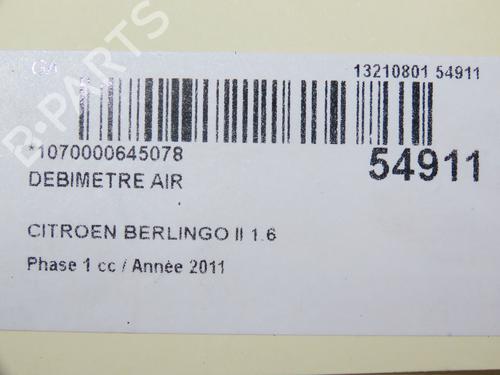 13210801 54911
*1070000645078
54911
DEBIMETRE AIR
CITROEN BERLINGO II 1.6
Phase 1 cc / Année 2011
B-PARTS